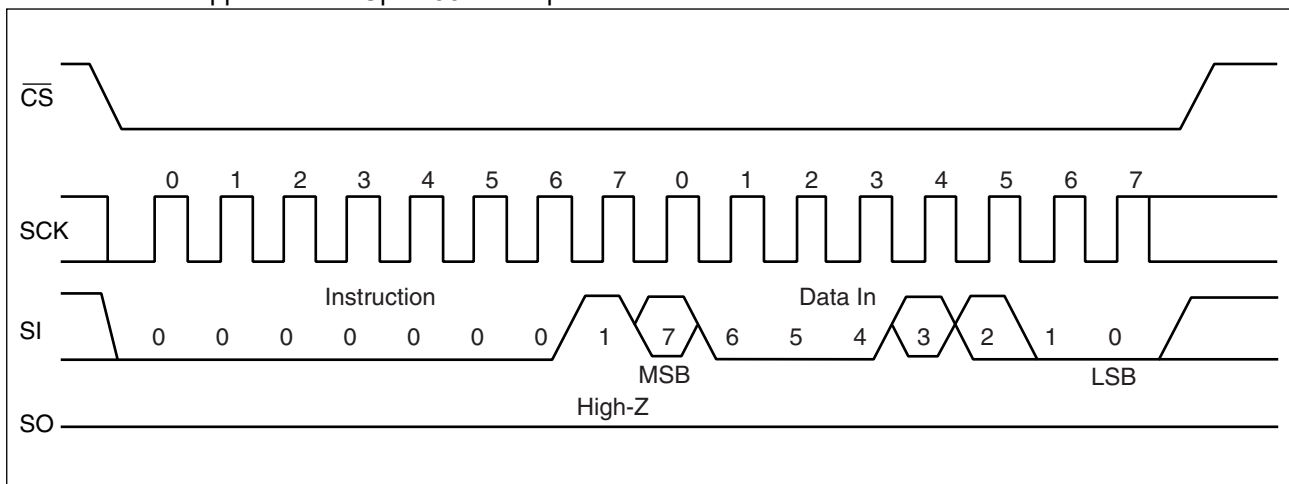 CS
0 1 2 3 4 5 6 7 0 1 2 3 4 5 6 7
SCK
Instruction Data In
SI
0 0 0 0 0 0 0 1 7 6 5 4 3 2 1 0
MSB LSB
High-Z
SO